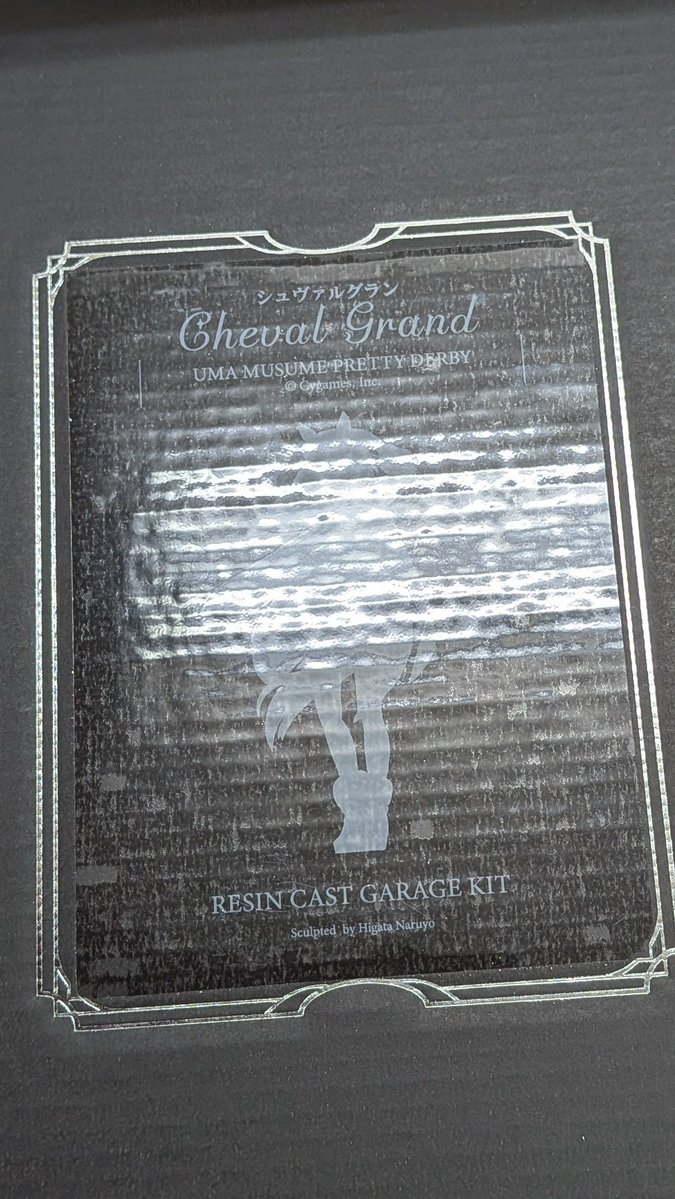 シュヴァルグラン
Cheval Grand
UMA MUSUME PRETTY DERBY
© Cygames, Inc.
RESIN CAST GARAGE KIT
Sculpted by Higata Naruyo